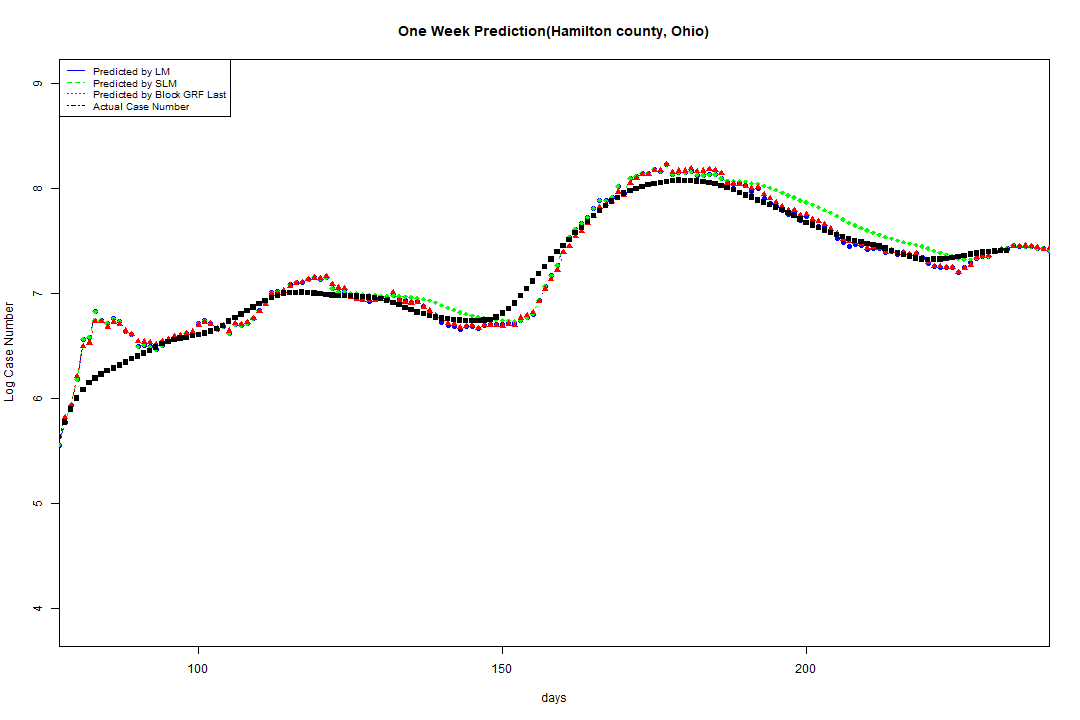 One Week Prediction(Hamilton county, Ohio)
Predicted by LM
Predicted by SLM
Predicted by Block GRF Last
Actual Case Number
9
8
7
6
5
4
Log Case Number
100 150 200
days